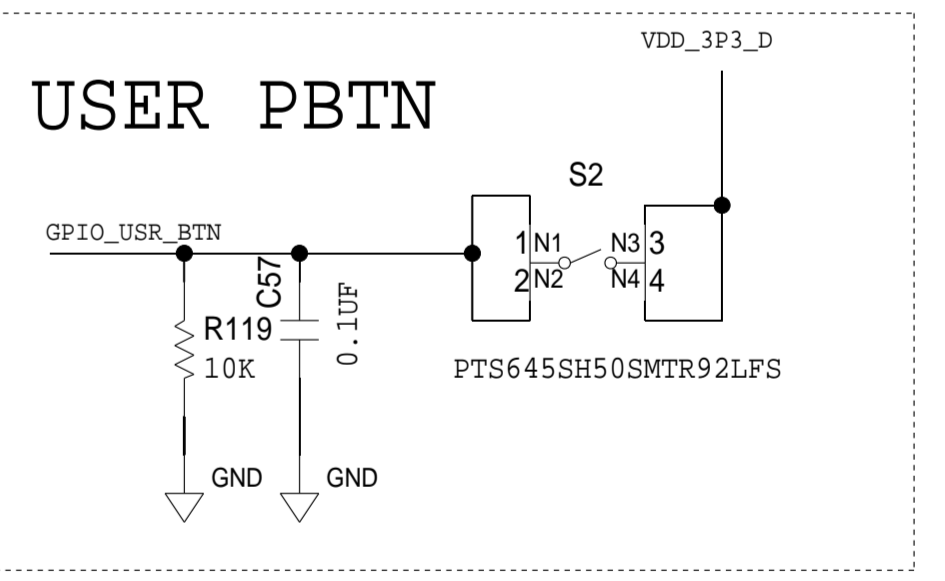 VDD_3P3_D
USER PBTN
S2
GPIO_USR_BTN
1 N1 N3 3
2 N2 N4 4
C57
0.1UF
R119
10K
PTS645SH50SMTR92LFS
GND GND